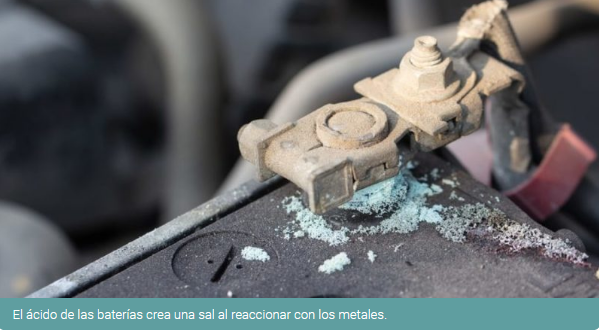 El ácido de las baterías crea una sal al reaccionar con los metales.